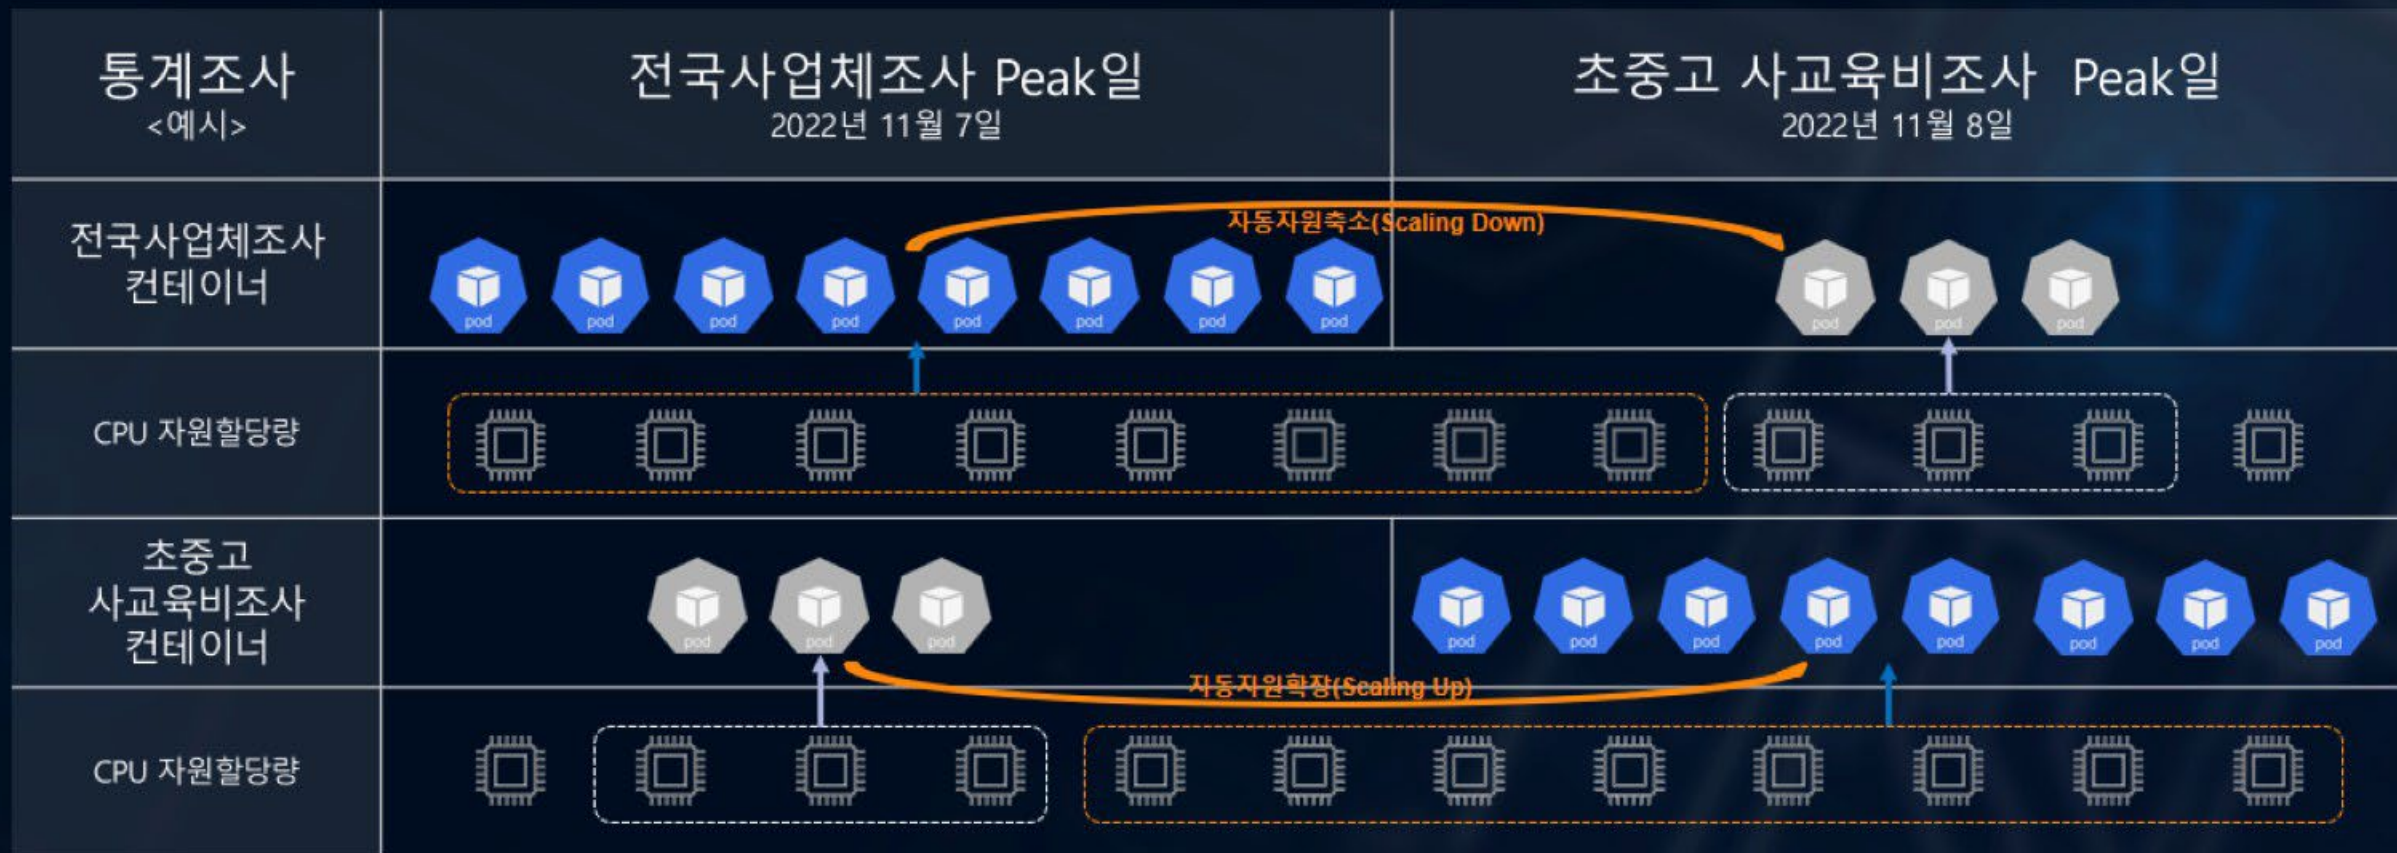 통계조사
<예시>
전국사업체조사 Peak일
2022년 11월 7일
초중고 사교육비조사 Peak일
2022년 11월 8일
전국사업체조사
컨테이너
자동자원축소(Scaling Down)
pod pod pod pod pod pod pod pod
pod pod pod
CPU 자원할당량
초중고
사교육비조사
컨테이너
pod pod pod
pod pod pod pod pod pod pod pod
자동자원확장(Scaling Up)
CPU 자원할당량